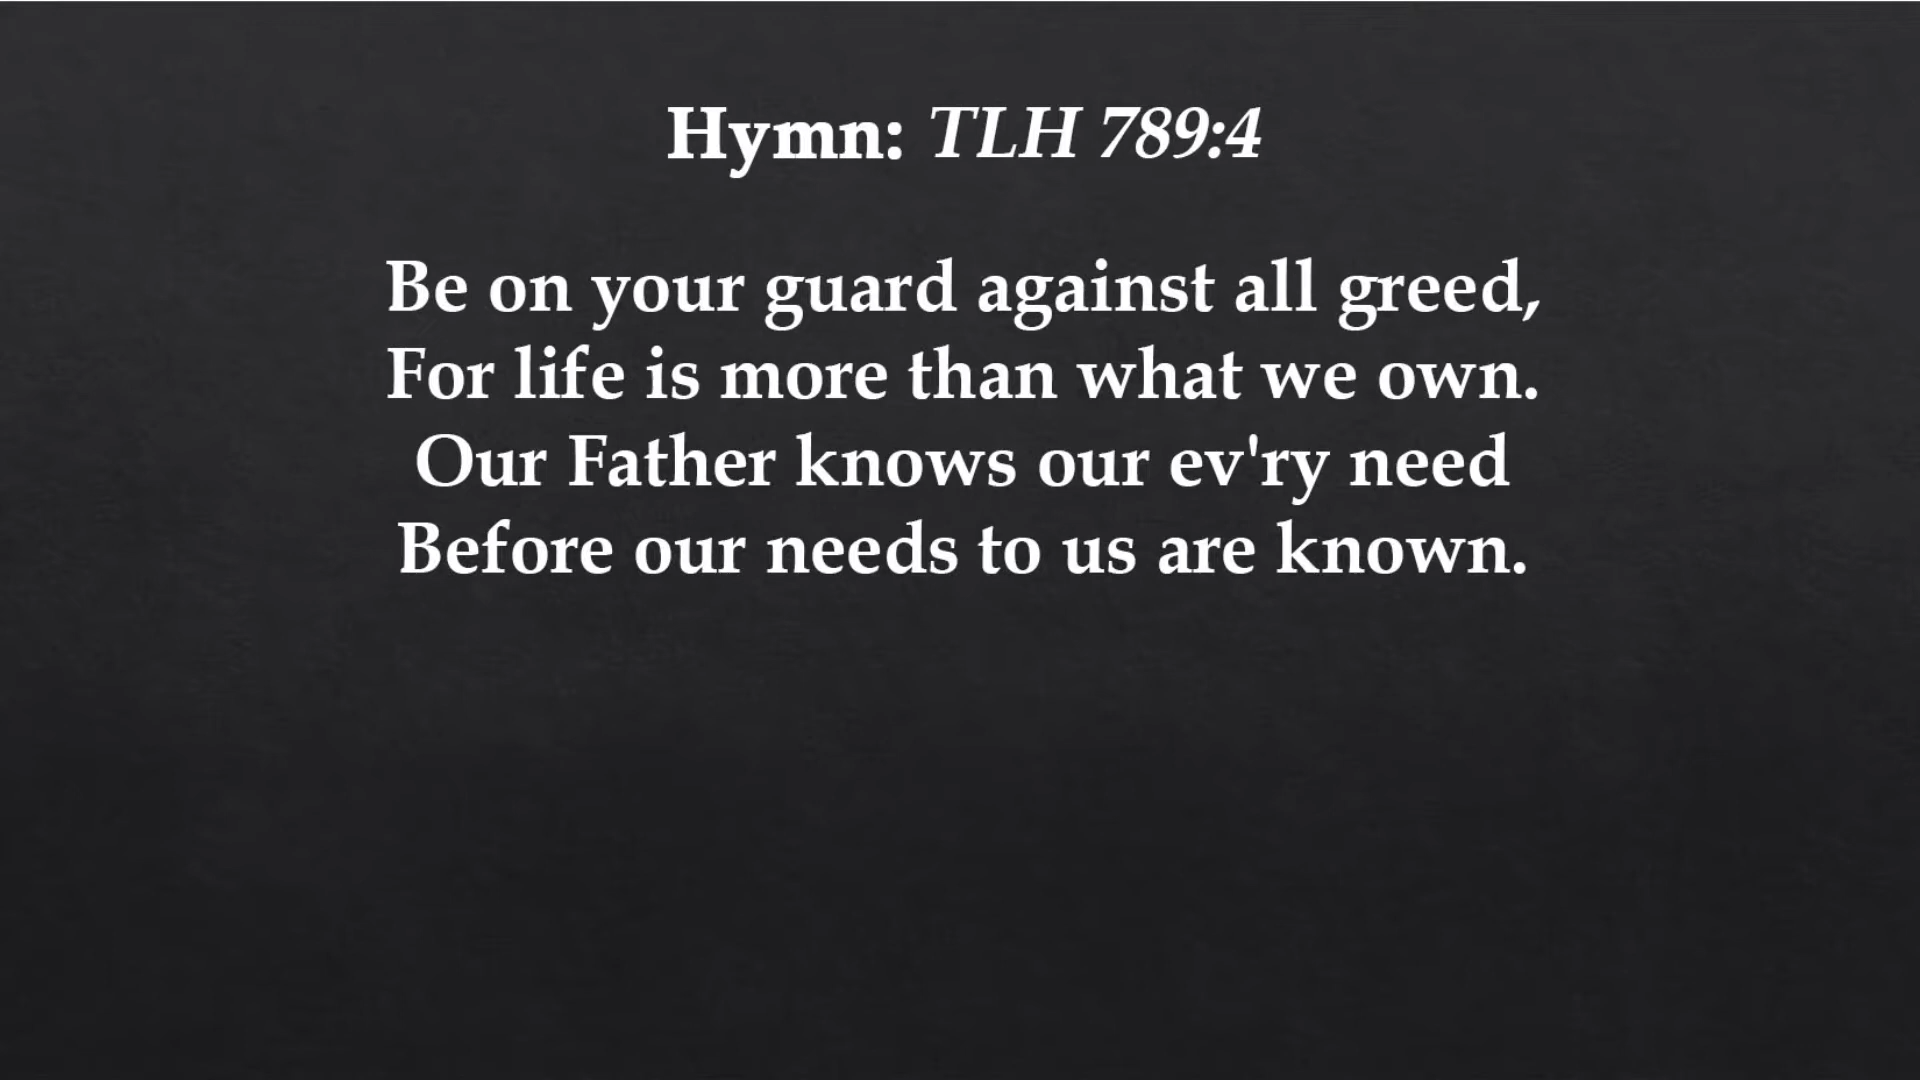 Hymn: TLH 789:4
Be on your guard against all greed,
For life is more than what we own.
Our Father knows our ev'ry need
Before our needs to us are known.